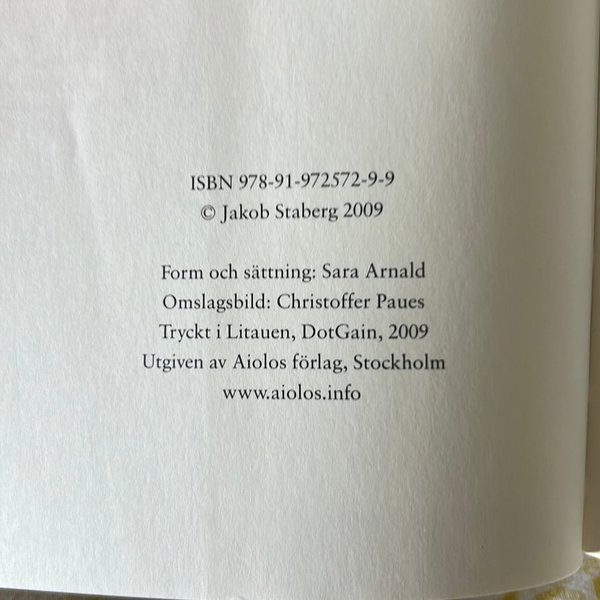 ISBN 978-91-972572-9-9
© Jakob Staberg 2009
Form och sättning: Sara Arnald
Omslagsbild: Christoffer Paues
Tryckt i Litauen, DotGain, 2009
Utgiven av Aiolos förlag, Stockholm
www.aiolos.info